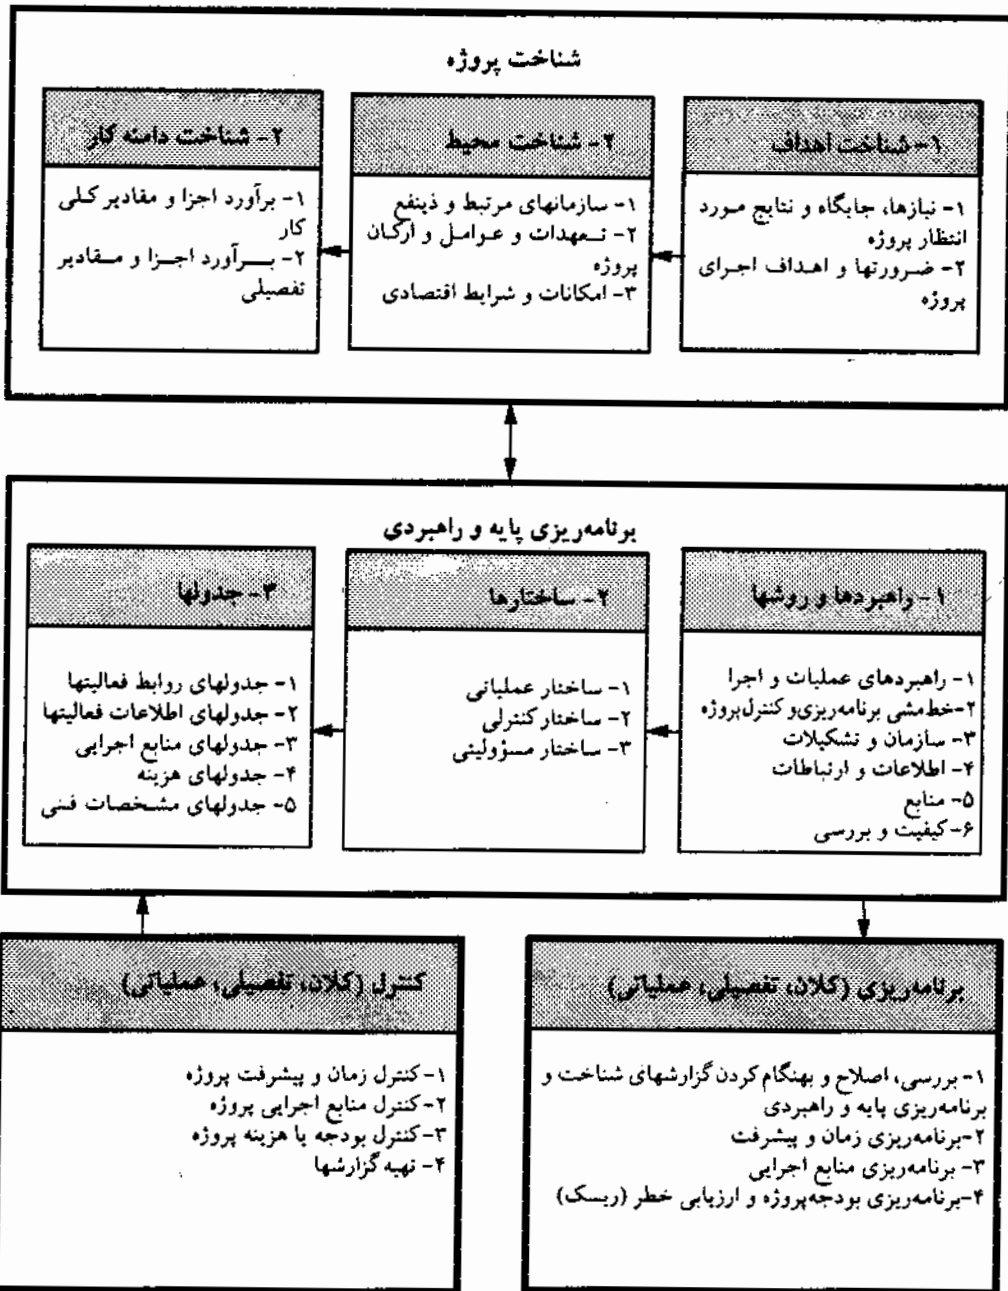 شناخت پروژه
۱- شناخت اهداف
۱- نیازها، جایگاه و نتایج مورد
انتظار پروژه
۲- ضرورتها و اهداف اجرای
پروژه
۲- شناخت محیط
۱- سازمانهای مرتبط و ذینفع
۲- تعهدات و عوامل و ارکان
پروژه
۳- امکانات و شرایط اقتصادی
۲- شناخت دامنه کار
۱- برآورد اجزا و مقادیر کلی
کار
۲- برآورد اجزا و مقادیر
تفصیلی
برنامه‌ریزی پایه و راهبردی
۱- راهبردها و روشها
۱- راهبردهای عملیات و اجرا
۲-خط‌مشی برنامه‌ریزی و کنترل پروژه
۳- سازمان و تشکیلات
۴- اطلاعات و ارتباطات
۵- منابع
۶-کیفیت و بررسی
۲- ساختارها
۱- ساختار عملیاتی
۲- ساختار کنترلی
۳- ساختار مسؤولیتی
۳- جدولها
۱- جدولهای روابط فعالیتها
۲- جدولهای اطلاعات فعالیتها
۳- جدولهای منابع اجرایی
۴- جدولهای هزینه
۵- جدولهای مشخصات فنی
برنامه‌ریزی (کلان، تفصیلی، عملیاتی)
۱- بررسی، اصلاح و بهنگام کردن گزارشهای شناخت و
برنامه‌ریزی پایه و راهبردی
۲-برنامه‌ریزی زمان و پیشرفت
۳- برنامه‌ریزی منابع اجرایی
۴-برنامه‌ریزی بودجه پروژه و ارزیابی خطر (ریسک)
کنترل (کلان، تفصیلی، عملیاتی)
۱-کنترل زمان و پیشرفت پروژه
۲-کنترل منابع اجرایی پروژه
۳-کنترل بودجه یا هزینه پروژه
۴- تهیه گزارشها